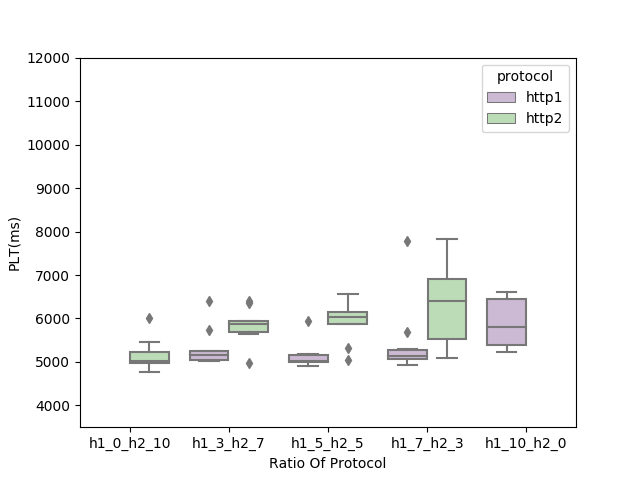 12000
11000
10000
9000
8000
7000
6000
5000
4000
PLT(ms)
protocol
http1
http2
h1_0_h2_10 h1_3_h2_7 h1_5_h2_5 h1_7_h2_3 h1_10_h2_0
Ratio Of Protocol